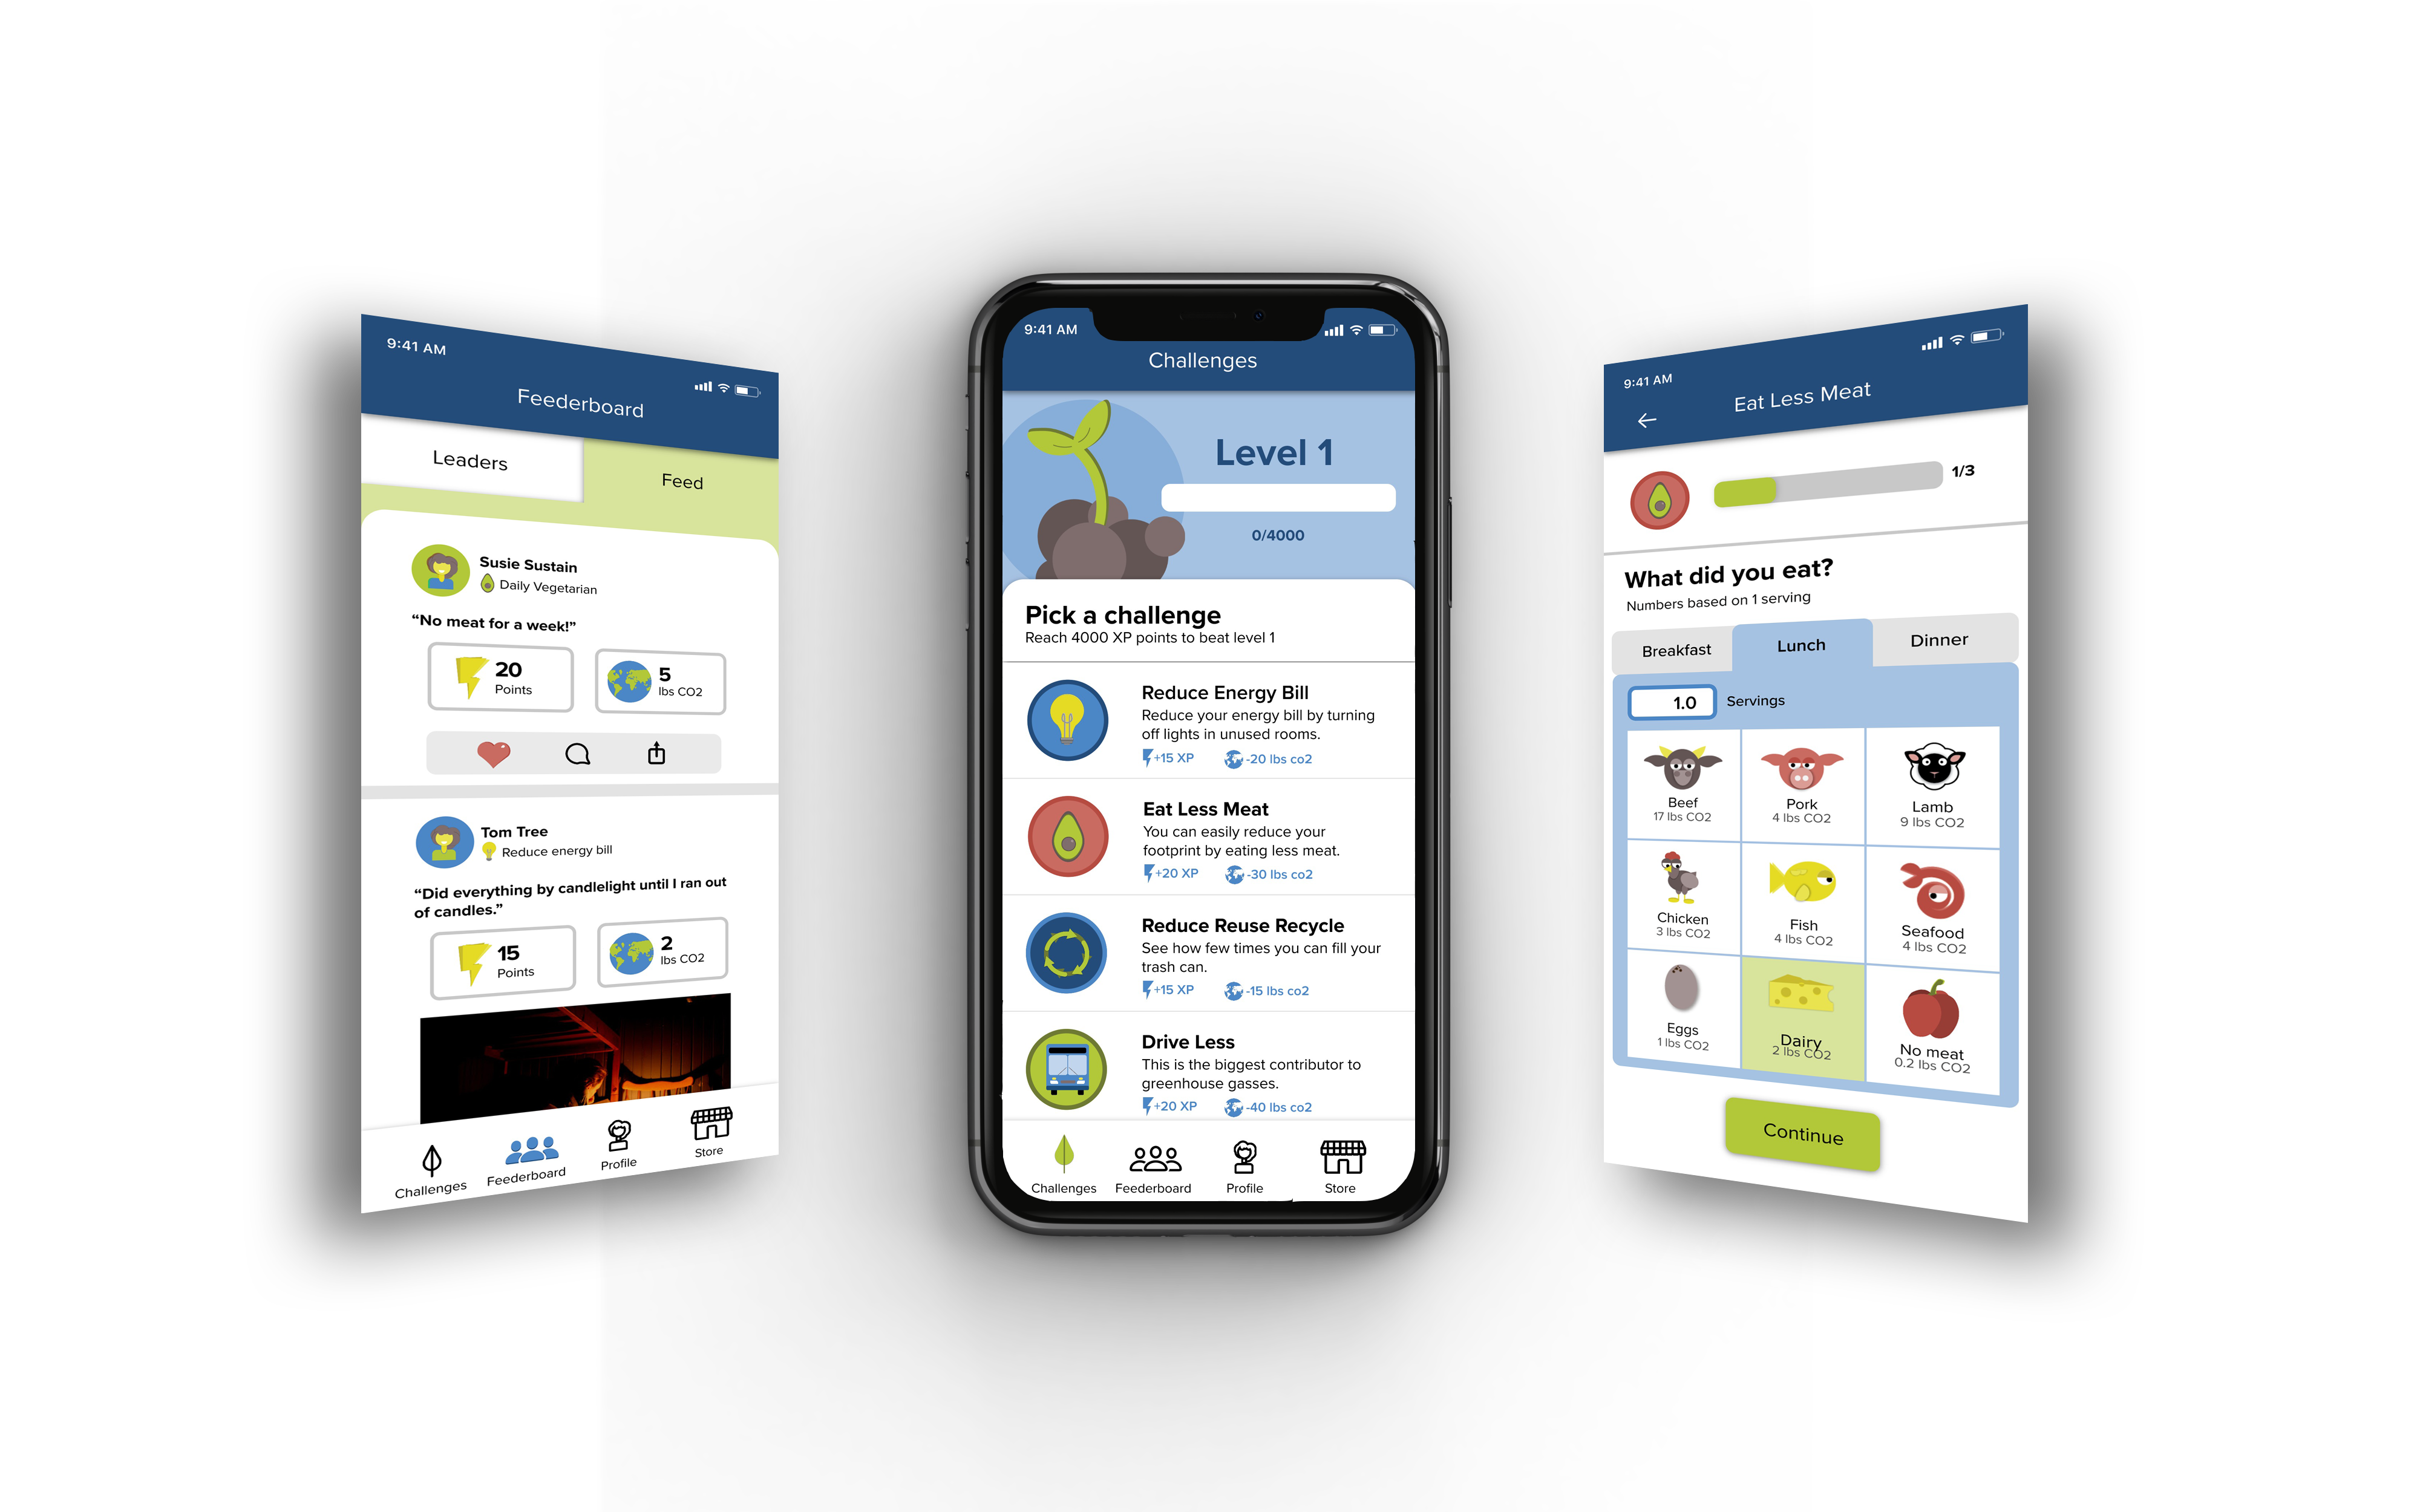 9:41 AM
Feederboard
Leaders
Feed
Susie Sustain
Daily Vegetarian
“No meat for a week!”
20
Points
5
lbs CO2
Tom Tree
Reduce energy bill
“Did everything by candlelight until I ran out
of candles.”
15
Points
2
lbs CO2
Challenges
Feederboard
Profile
Store
9:41 AM
Challenges
Level 1
0/4000
Pick a challenge
Reach 4000 XP points to beat level 1
Reduce Energy Bill
Reduce your energy bill by turning
off lights in unused rooms.
+15 XP
-20 lbs co2
Eat Less Meat
You can easily reduce your
footprint by eating less meat.
+20 XP
-30 lbs co2
Reduce Reuse Recycle
See how few times you can fill your
trash can.
+15 XP
-15 lbs co2
Drive Less
This is the biggest contributor to
greenhouse gasses.
+20 XP
-40 lbs co2
Challenges
Feederboard
Profile
Store
9:41 AM
Eat Less Meat
1/3
What did you eat?
Numbers based on 1 serving
Breakfast
Lunch
Dinner
1.0
Servings
Beef
17 lbs CO2
Pork
4 lbs CO2
Lamb
9 lbs CO2
Chicken
3 lbs CO2
Fish
4 lbs CO2
Seafood
4 lbs CO2
Eggs
1 lbs CO2
Dairy
2 lbs CO2
No meat
0.2 lbs CO2
Continue